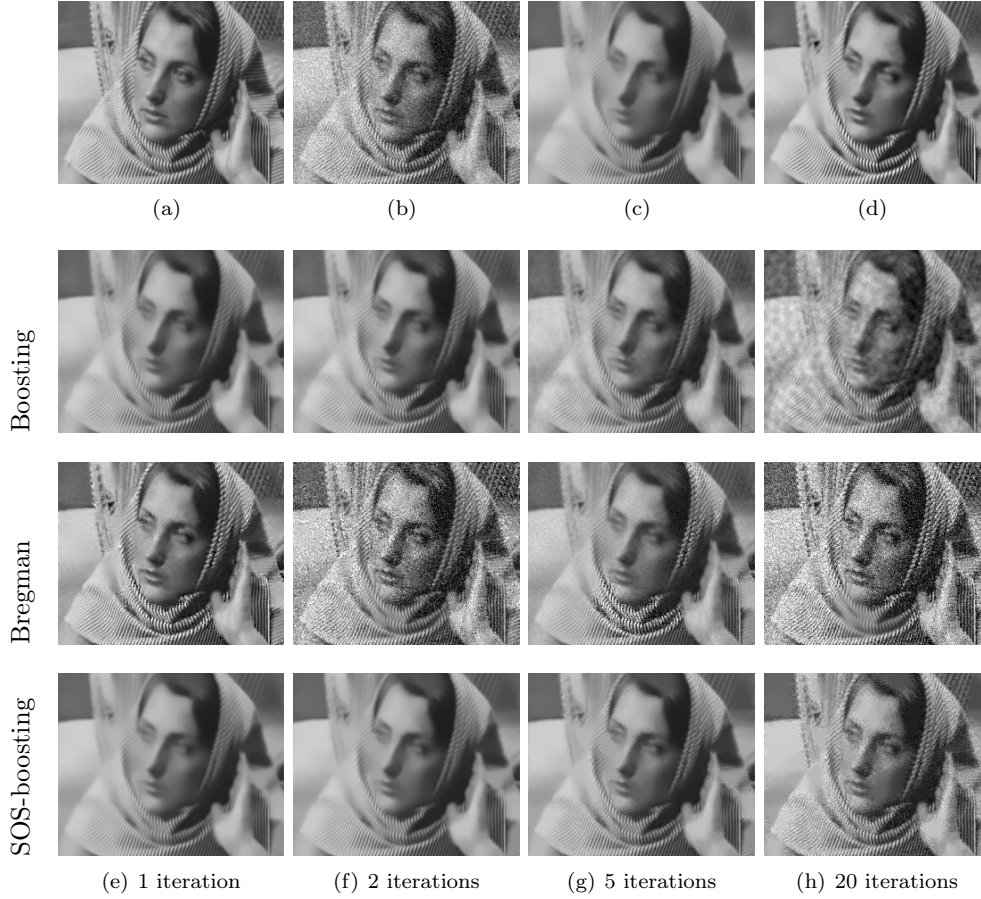 (a)
(b)
(c)
(d)
Boosting
Bregman
SOS-boosting
(e) 1 iteration
(f) 2 iterations
(g) 5 iterations
(h) 20 iterations